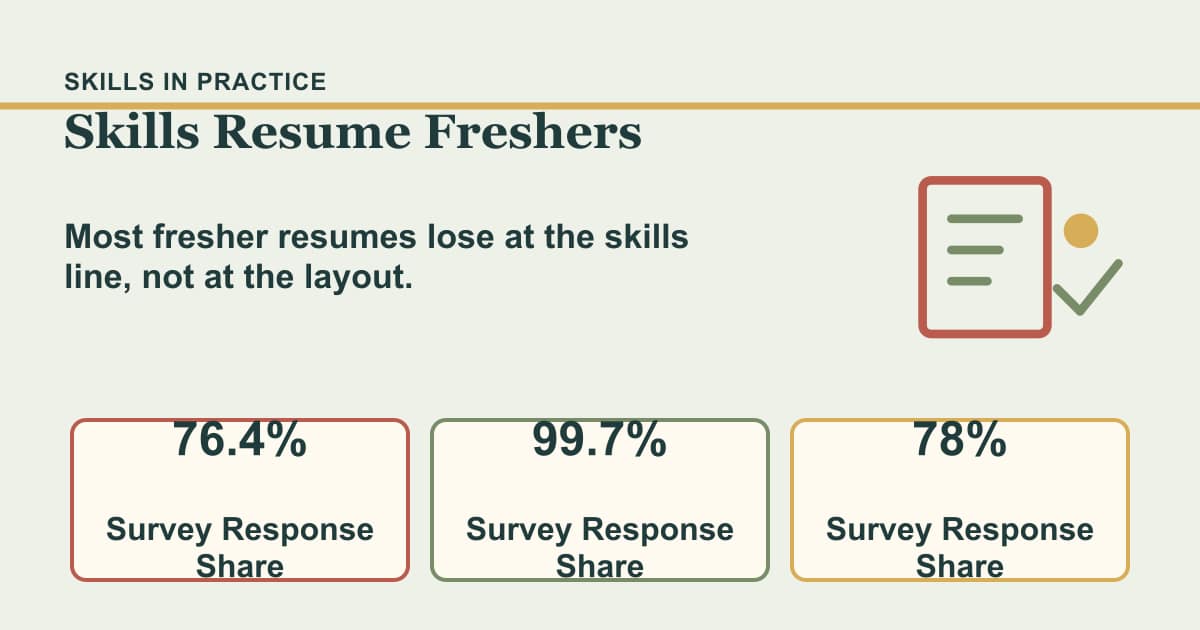 SKILLS IN PRACTICE
Skills Resume Freshers
Most fresher resumes lose at the skills
line, not at the layout.
76.4%
Survey Response
Share
99.7%
Survey Response
Share
78%
Survey Response
Share